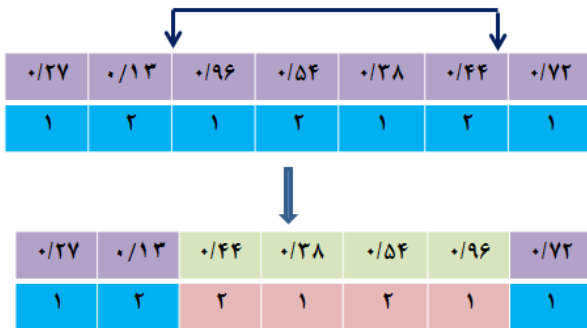 ۰/۲۷ ۰/۱۳ ۰/۹۶ ۰/۵۴ ۰/۳۸ ۰/۴۴ ۰/۷۲
۱ ۲ ۱ ۲ ۱ ۲ ۱
۰/۲۷ ۰/۱۳ ۰/۴۴ ۰/۳۸ ۰/۵۴ ۰/۹۶ ۰/۷۲
۱ ۲ ۲ ۱ ۲ ۱ ۱